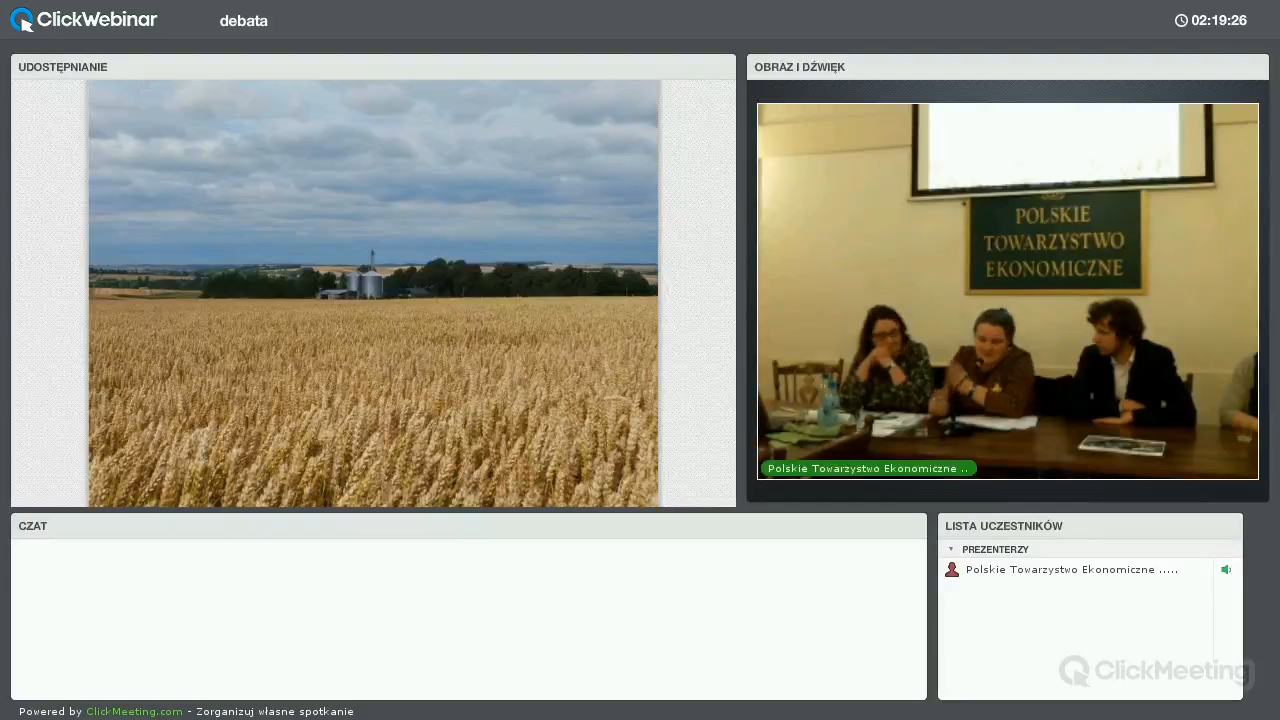 ClickWebinar
debata
02:19:26
UDOSTĘPNIANIE
OBRAZ I DŹWIĘK
POLSKIE
TOWARZYSTWO
EKONOMICZNE
Polskie Towarzystwo Ekonomiczne ..
CZAT
LISTA UCZESTNIKÓW
PREZENTERZY
Polskie Towarzystwo Ekonomiczne .....
ClickMeeting
Powered by ClickMeeting.com - Zorganizuj własne spotkanie